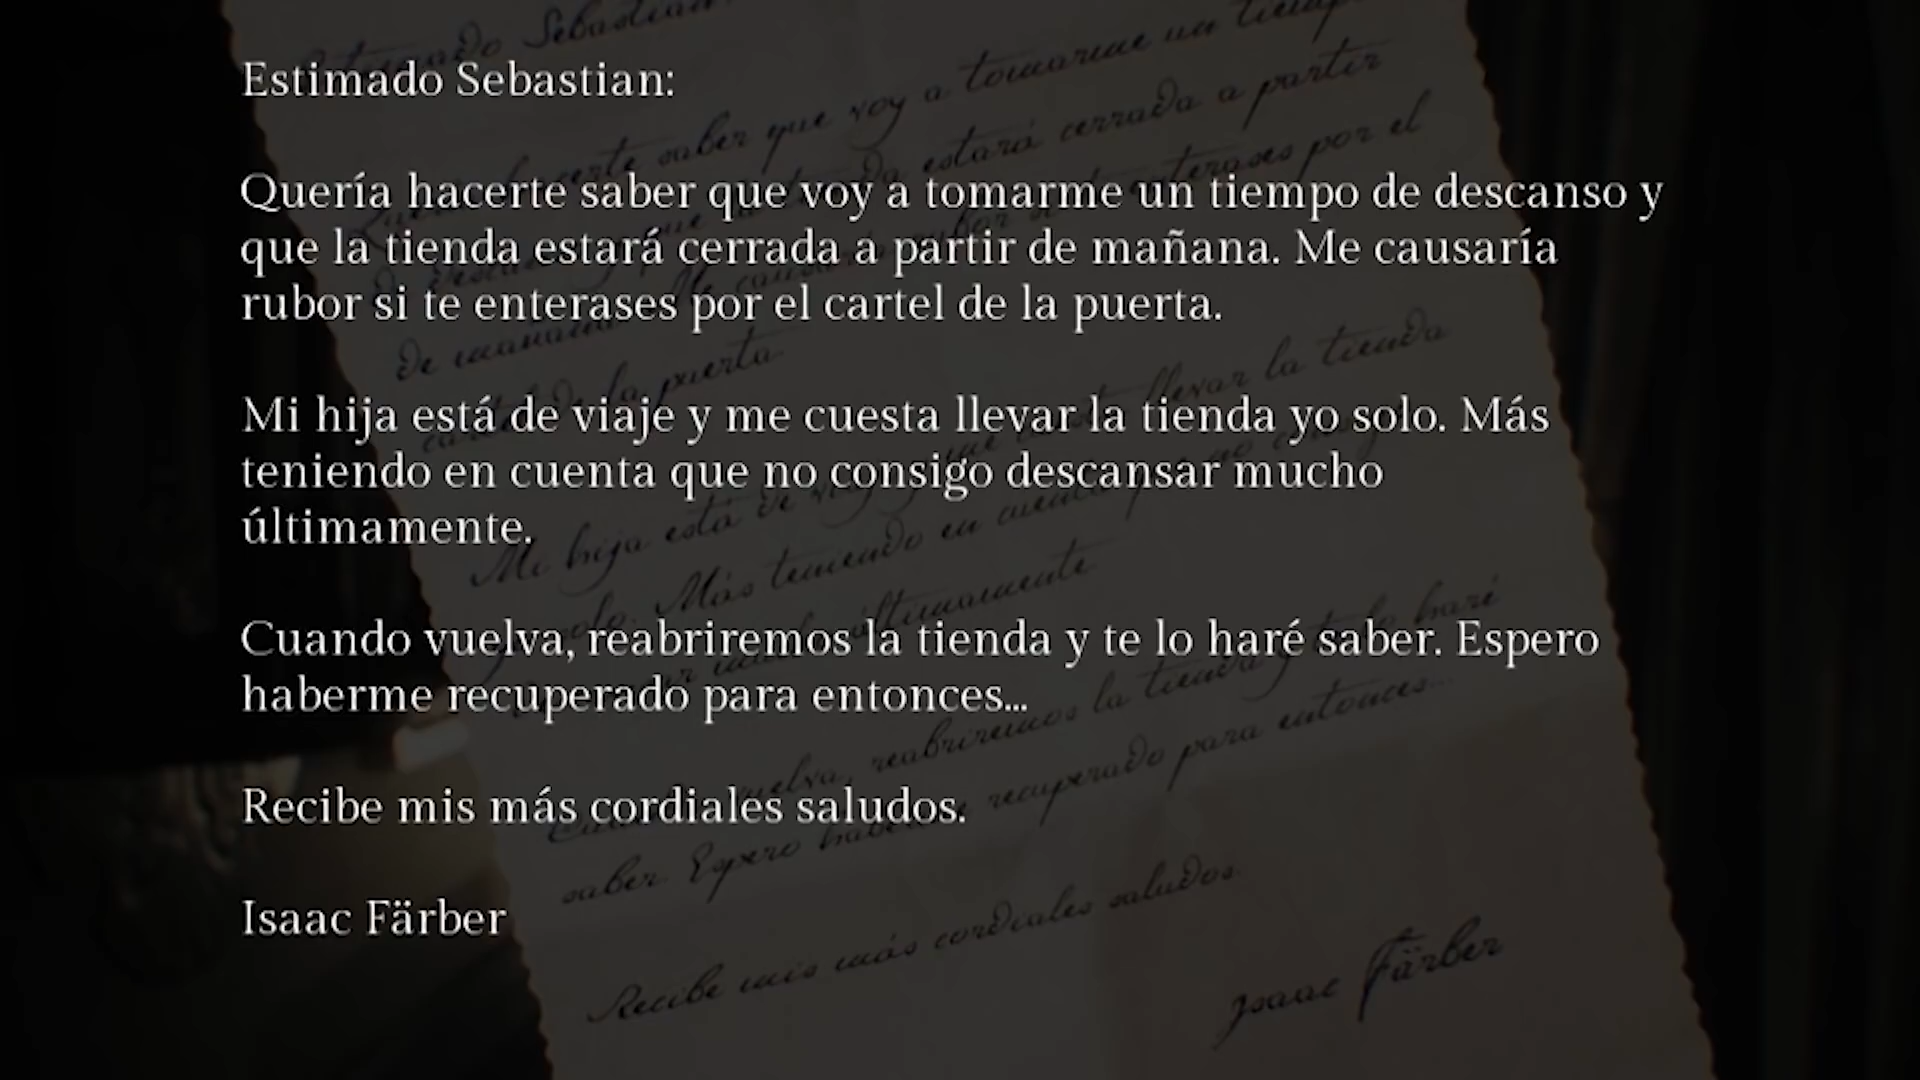 Estimado Sebastian:
Quería hacerte saber que voy a tomarme un tiempo de descanso y
que la tienda estará cerrada a partir de mañana. Me causaría
rubor si te enterases por el cartel de la puerta.
Mi hija está de viaje y me cuesta llevar la tienda yo solo. Más
teniendo en cuenta que no consigo descansar mucho
últimamente.
Cuando vuelva, reabriremos la tienda y te lo haré saber. Espero
haberme recuperado para entonces...
Recibe mis más cordiales saludos.
Isaac Färber